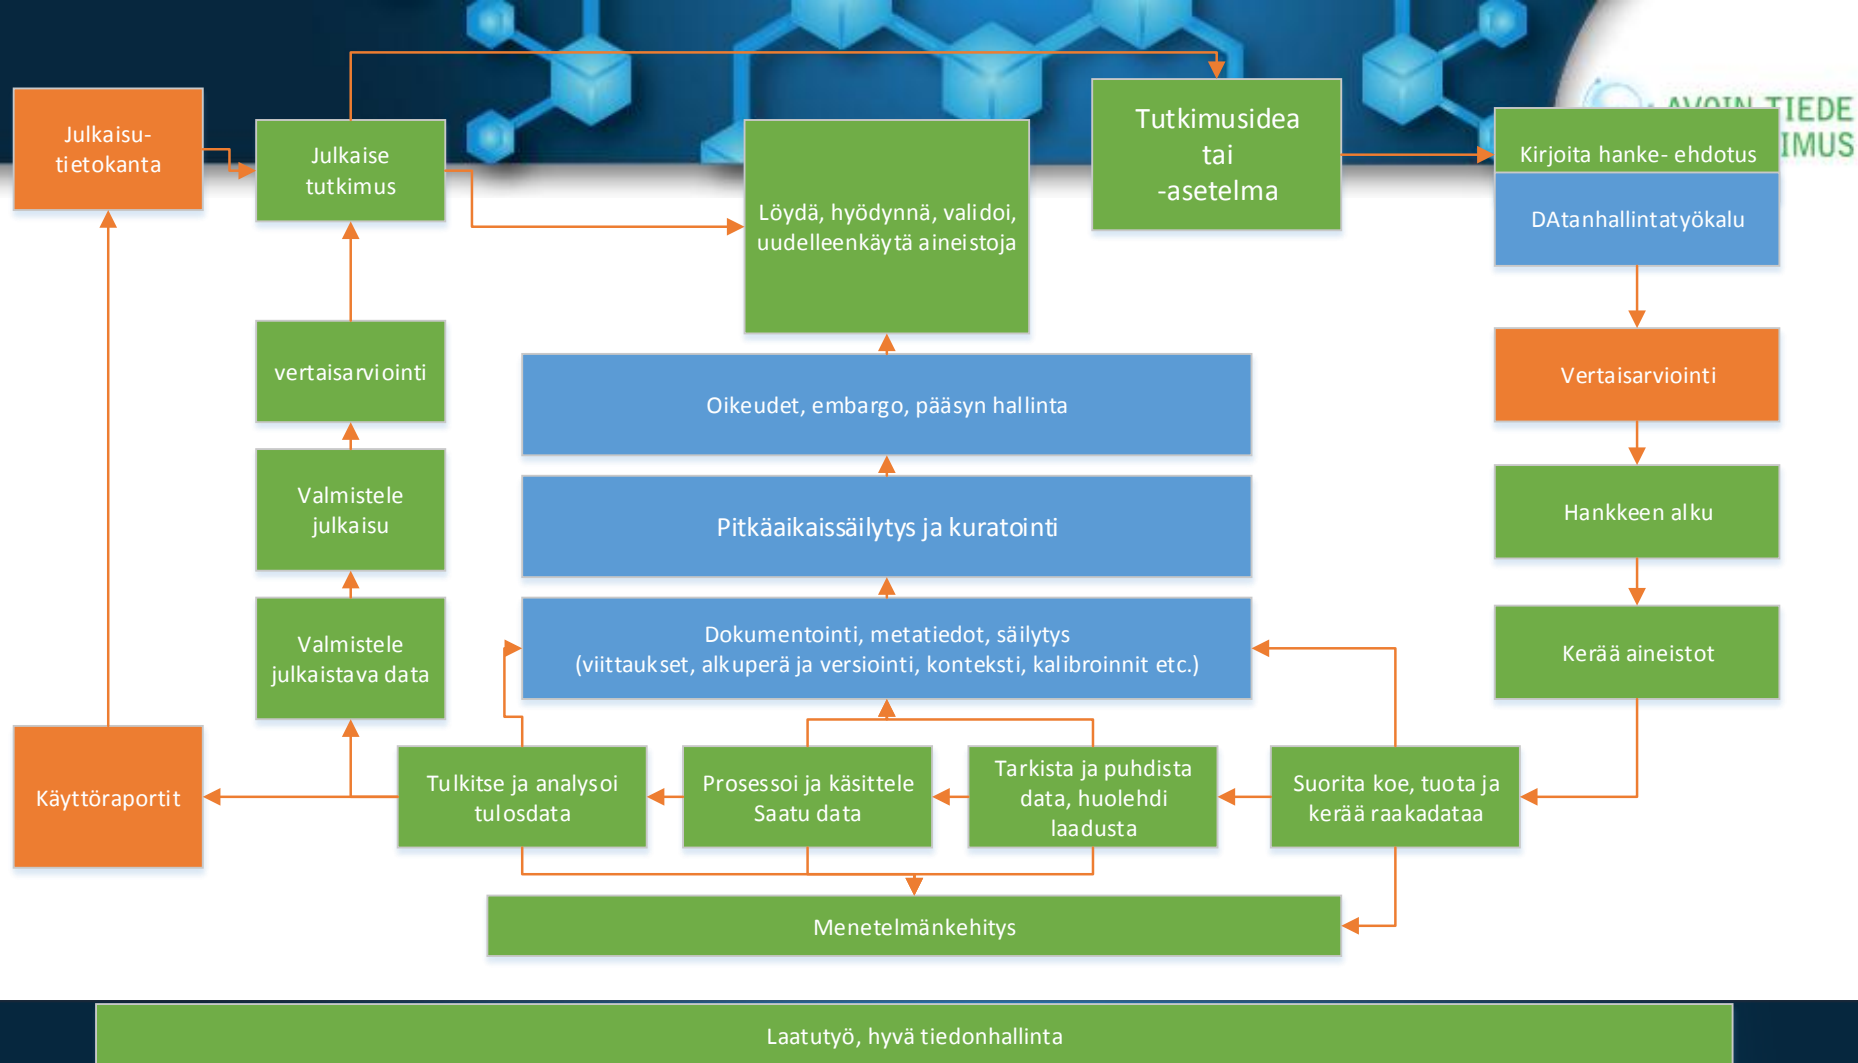 AVOIN TIEDE
IMUS
Julkaisu-
tietokanta
Julkaise
tutkimus
Löydä, hyödynnä, validoi,
uudelleenkäytä aineistoja
Tutkimusidea
tai
-asetelma
Kirjoita hanke- ehdotus
DAtanhallintatyökalu
vertaisarviointi
Vertaisarviointi
Oikeudet, embargo, pääsyn hallinta
Valmistele
julkaisu
Pitkäaikaissäilytys ja kuratointi
Hankkeen alku
Valmistele
julkaistava data
Dokumentointi, metatiedot, säilytys
(viittaukset, alkuperä ja versiointi, konteksti, kalibroinnit etc.)
Kerää aineistot
Käyttöraportit
Tulkitse ja analysoi
tulosdata
Prosessoi ja käsittele
Saatu data
Tarkista ja puhdista
data, huolehdi
laadusta
Suorita koe, tuota ja
kerää raakadataa
Menetelmänkehitys
Laatutyö, hyvä tiedonhallinta